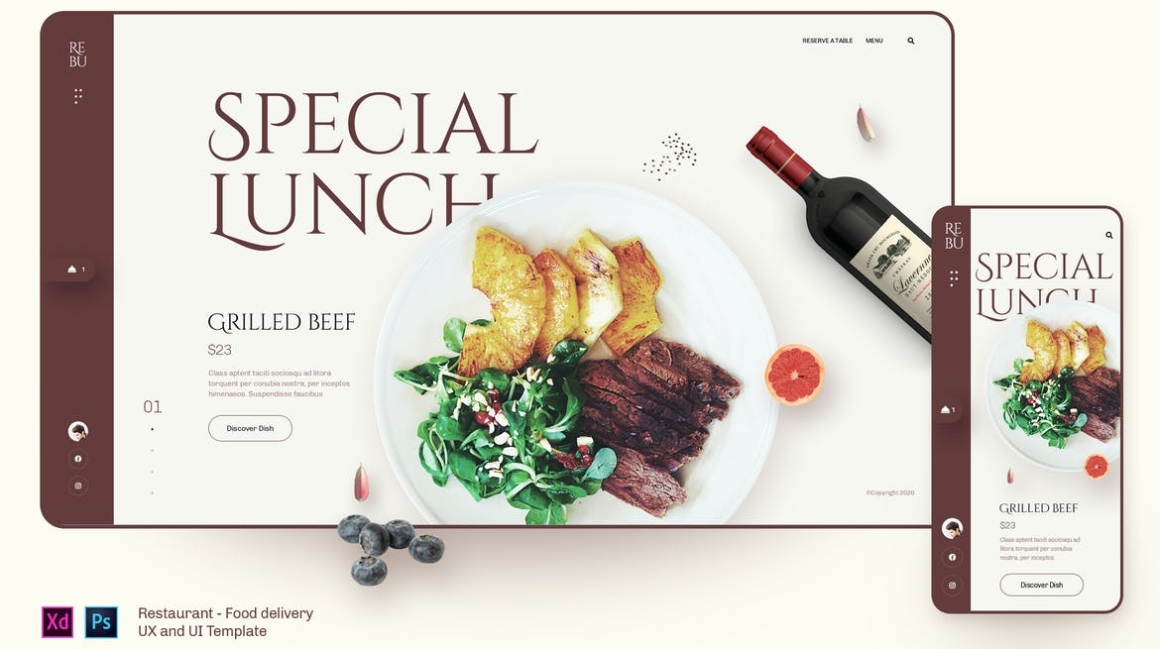 RE
BU
RESERVE A TABLE
MENU
SPECIAL
LUNCH
1
GRILLED BEEF
$23
Class aptent taciti sociosqu ad litora
torquent per conubia nostra, per inceptos
himenaeos. Suspendisse faucibus
01
Discover Dish
©Copyright 2020
RE
BU
SPECIAL
LUNCH
1
GRILLED BEEF
$23
Class aptent taciti sociosqu ad
litora torquent per conubia
nostra, per inceptos
Discover Dish
Xd
Ps
Restaurant - Food delivery
UX and UI Template